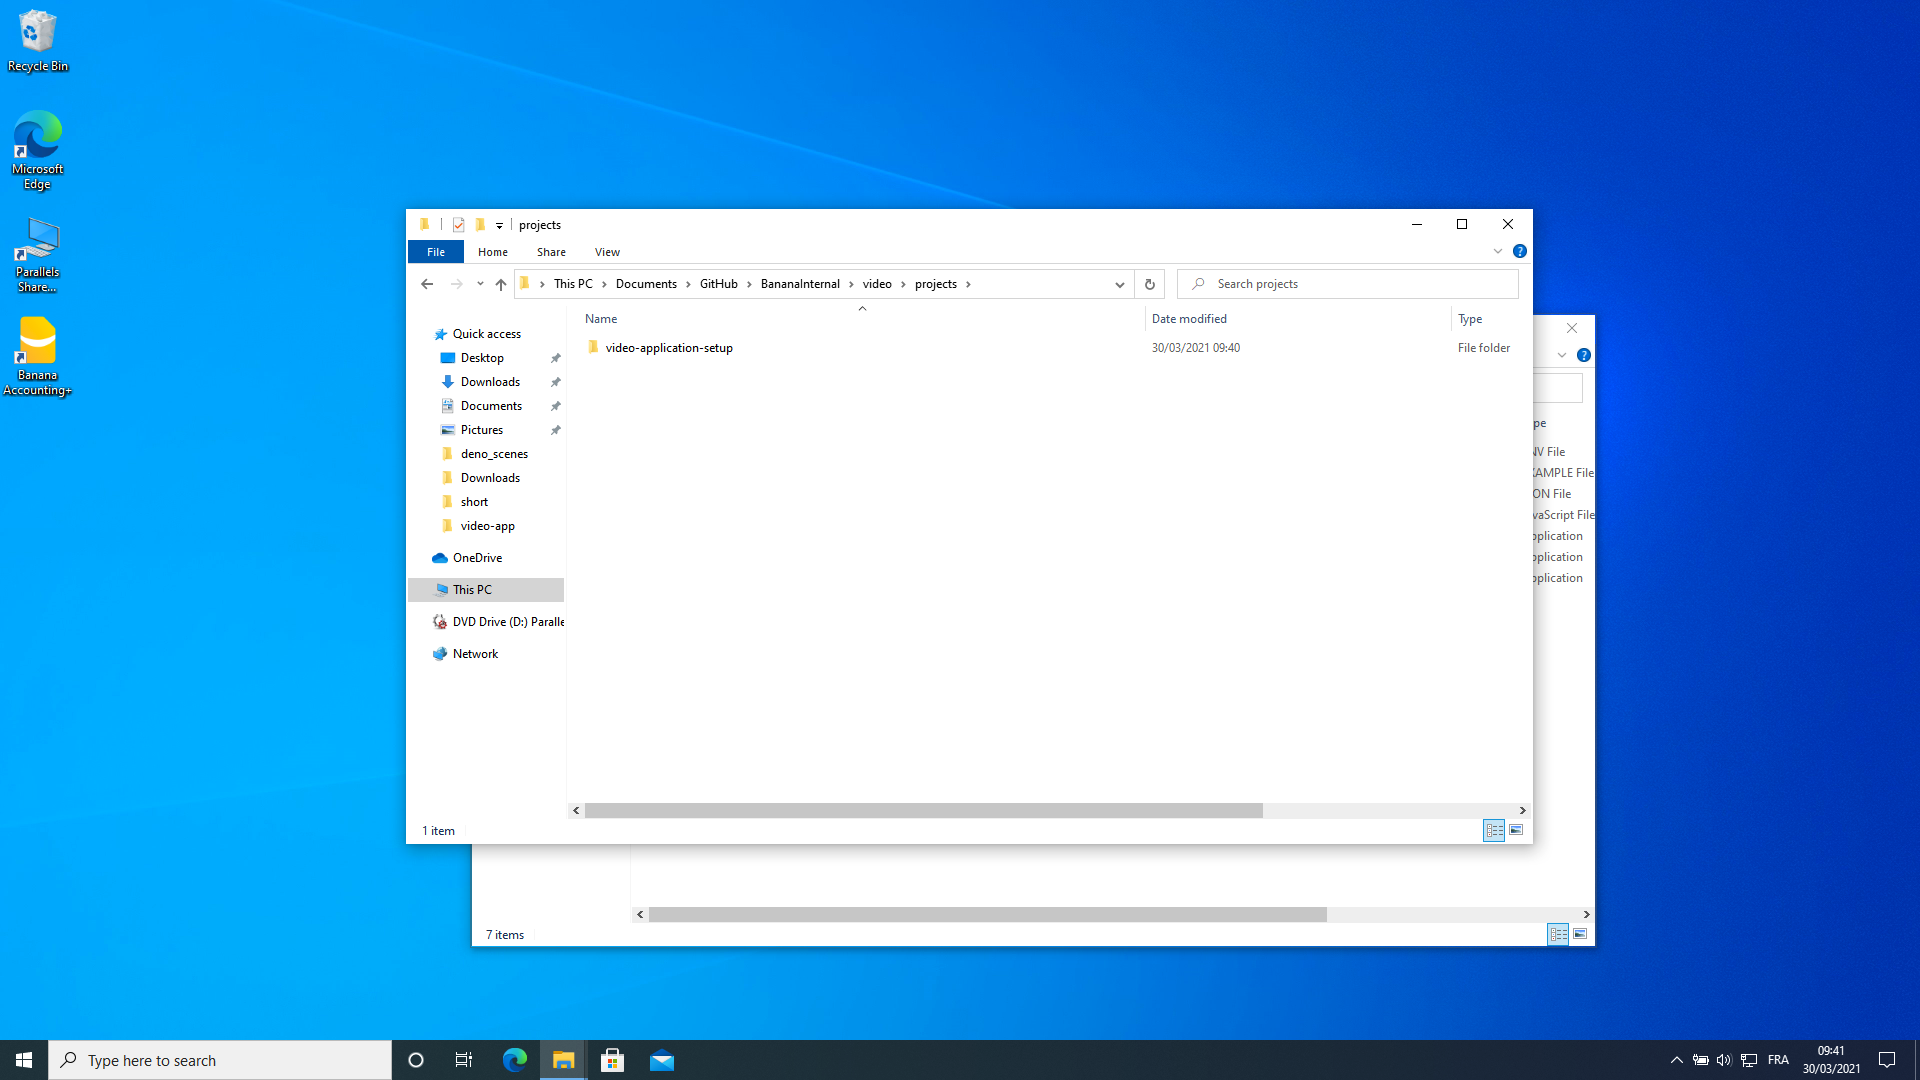 Recycle Bin
Microsoft
Edge
Parallels
Share...
Banana
Accounting+
projects
File Home Share View
This PC Documents GitHub BananaInternal video projects
Search projects
Name Date modified Type
video-application-setup 30/03/2021 09:40 File folder
Quick access
Desktop
Downloads
Documents
Pictures
deno_scenes
Downloads
short
video-app
OneDrive
This PC
DVD Drive (D:) Paralle
Network
1 item
pe
NV File
XAMPLE File
ON File
vaScript File
pplication
pplication
pplication
7 items
Type here to search
FRA
09:41
30/03/2021